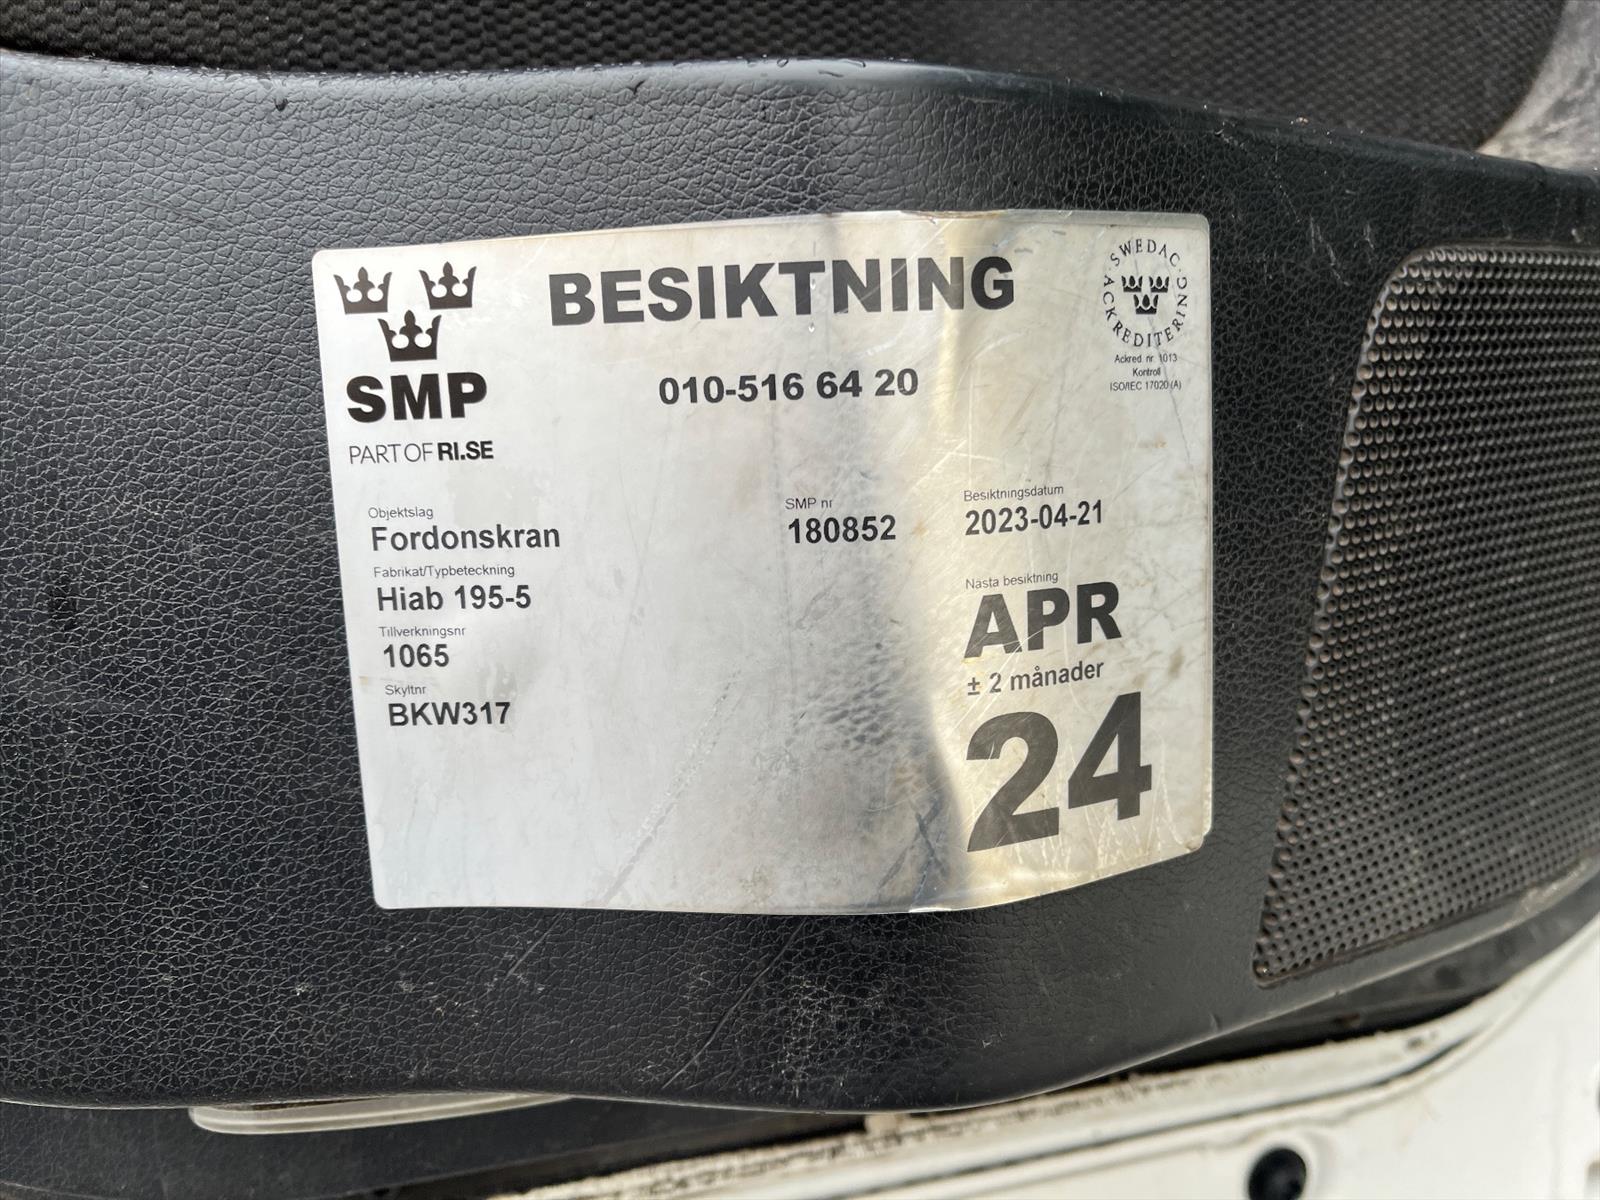 BESIKTNING
SMP
PART OF RI.SE
010-516 64 20
SWEDAC ACKREDITERING
Ackred nr 1013
Kontroll
ISO/IEC 17020 (A)
Objektslag
Fordonskran
Fabrikat/Typbeteckning
Hiab 195-5
Tillverkningsnr
1065
Skyltnr
BKW317
SMP nr
180852
Besiktningsdatum
2023-04-21
Nästa besiktning
APR
± 2 månader
24